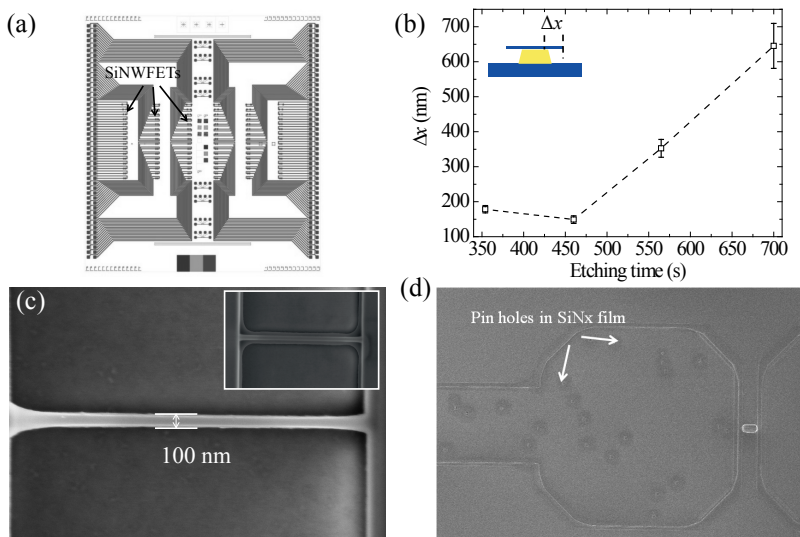 (a)
SiNWFETs
(b)
Δx
700
650
600
500
400
300
200
100
Δx (nm)
350
400
450
500
550
600
650
700
Etching time (s)
(c)
100 nm
(d)
Pin holes in SiNx film